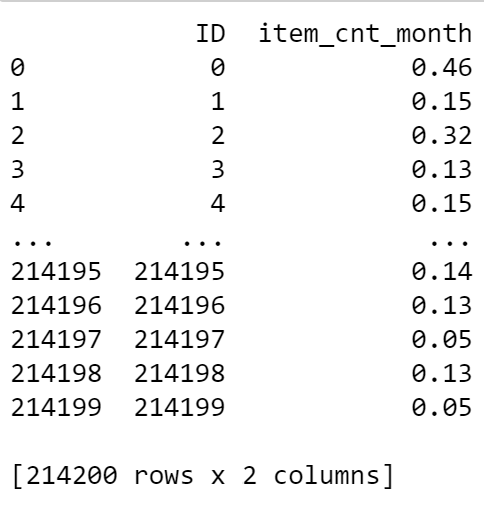 ID item_cnt_month
0 0 0.46
1 1 0.15
2 2 0.32
3 3 0.13
4 4 0.15
... ... ...
214195 214195 0.14
214196 214196 0.13
214197 214197 0.05
214198 214198 0.13
214199 214199 0.05
[214200 rows x 2 columns]